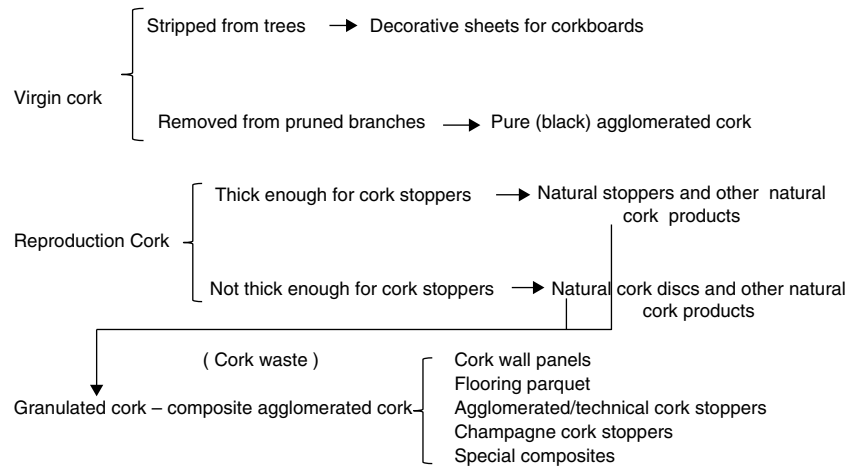 Stripped from trees
Decorative sheets for corkboards
Virgin cork
Removed from pruned branches
Pure (black) agglomerated cork
Thick enough for cork stoppers
Natural stoppers and other natural
cork products
Reproduction Cork
Not thick enough for cork stoppers
Natural cork discs and other natural
cork products
( Cork waste )
Granulated cork – composite agglomerated cork
Cork wall panels
Flooring parquet
Agglomerated/technical cork stoppers
Champagne cork stoppers
Special composites